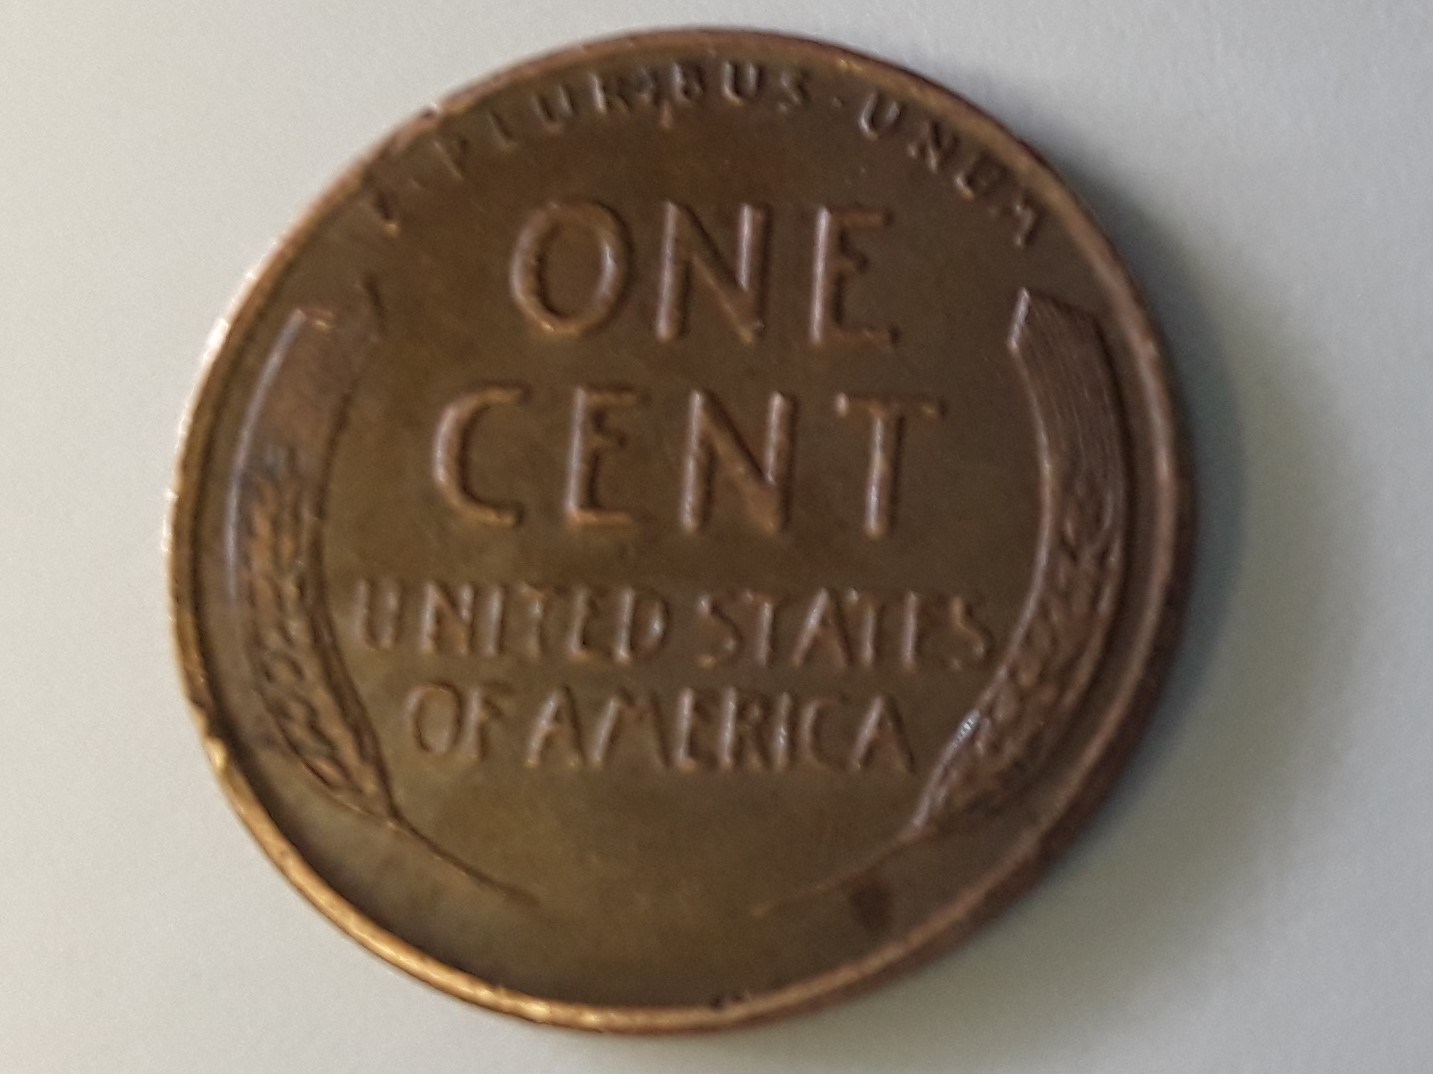 E · PLURIBUS · UNUM
ONE
CENT
UNITED STATES
OF AMERICA